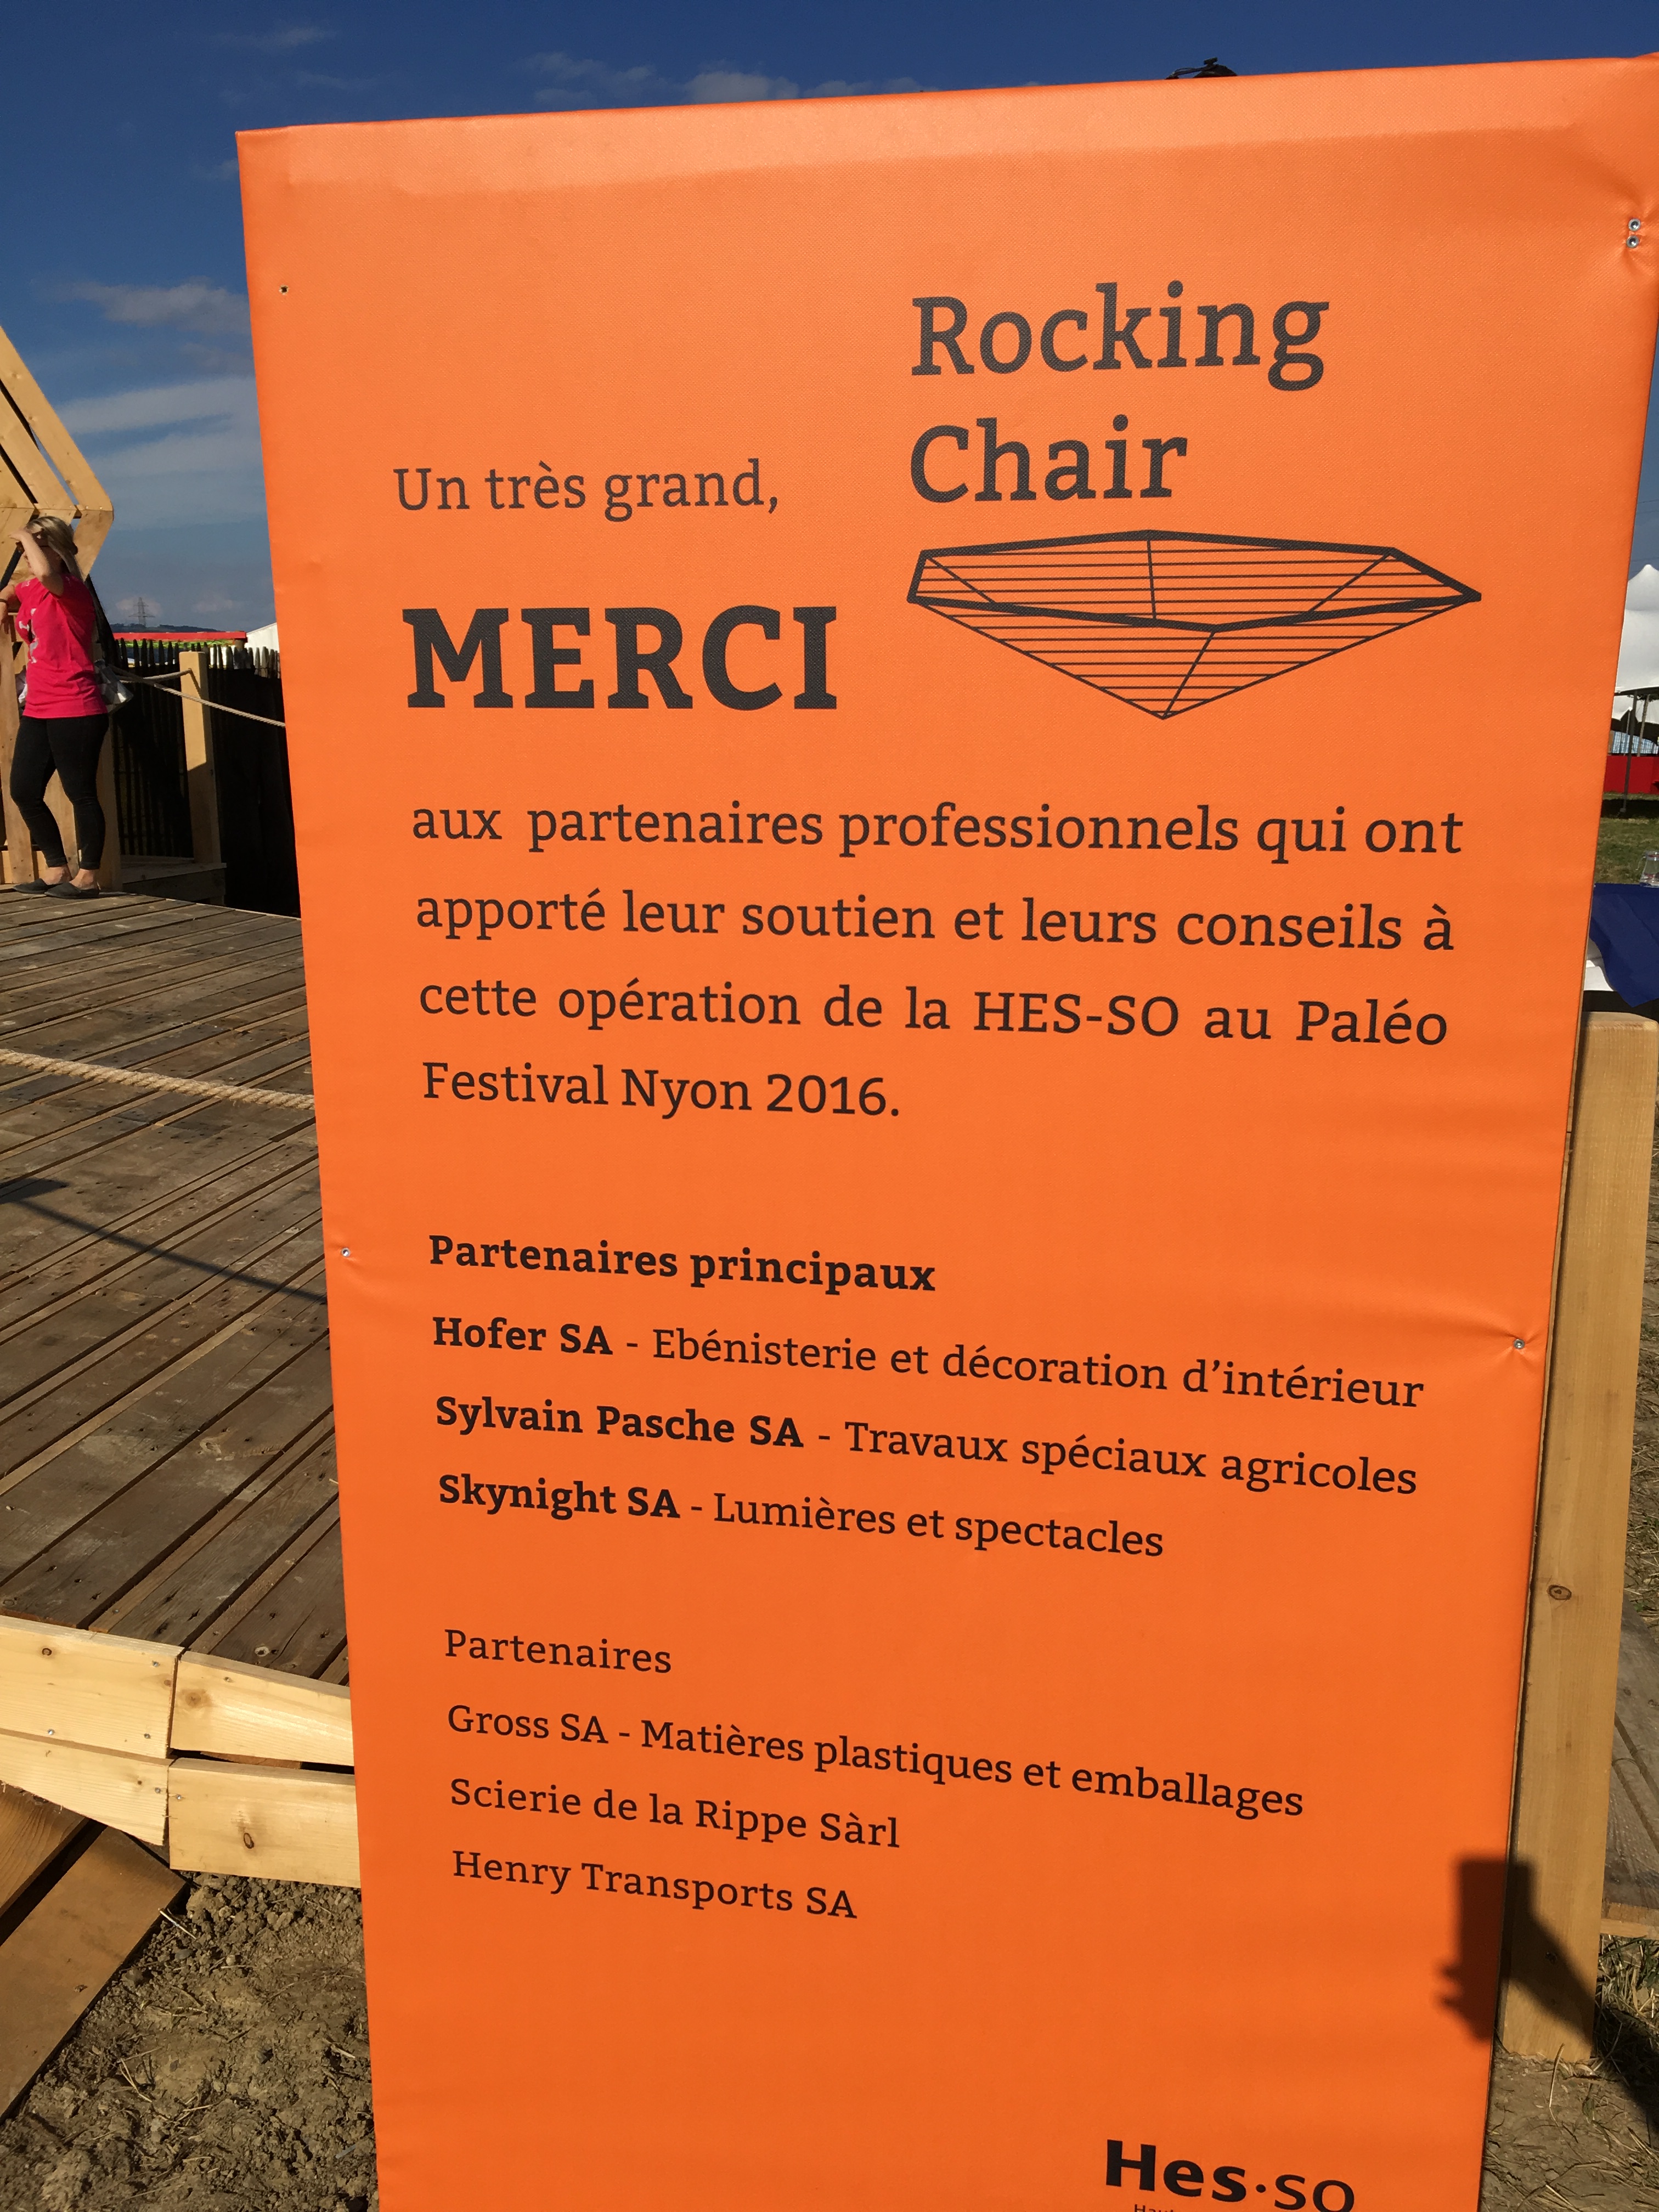 Rocking
Chair
Un très grand,
MERCI
aux partenaires professionnels qui ont
apporté leur soutien et leurs conseils à
cette opération de la HES-SO au Paléo
Festival Nyon 2016.
Partenaires principaux
Hofer SA - Ebénisterie et décoration d'intérieur
Sylvain Pasche SA - Travaux spéciaux agricoles
Skynight SA - Lumières et spectacles
Partenaires
Gross SA - Matières plastiques et emballages
Scierie de la Rippe Sàrl
Henry Transports SA
Hes·so